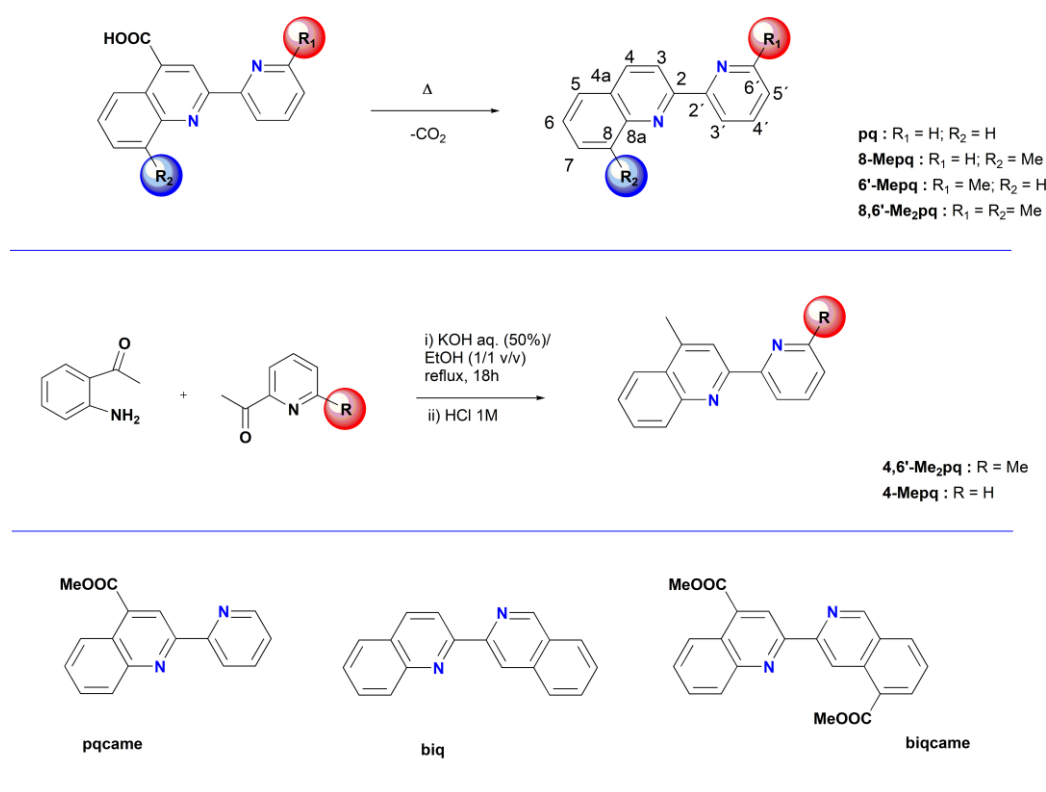 HOOC
N
R₁
N
R₂
Δ
-CO₂
4
3
4a
2
5
6
7
8
8a
N
R₂
N
R₁
6´
5´
2´
3´
4´
pq : R₁ = H; R₂ = H
8-Mepq : R₁ = H; R₂ = Me
6'-Mepq : R₁ = Me; R₂ = H
8,6'-Me₂pq : R₁ = R₂= Me
O
NH₂
+
O
N
R
i) KOH aq. (50%)/
EtOH (1/1 v/v)
reflux, 18h
ii) HCl 1M
N
N
R
4,6'-Me₂pq : R = Me
4-Mepq : R = H
MeOOC
N
N
pqcame
N
N
biq
MeOOC
N
N
MeOOC
biqcame